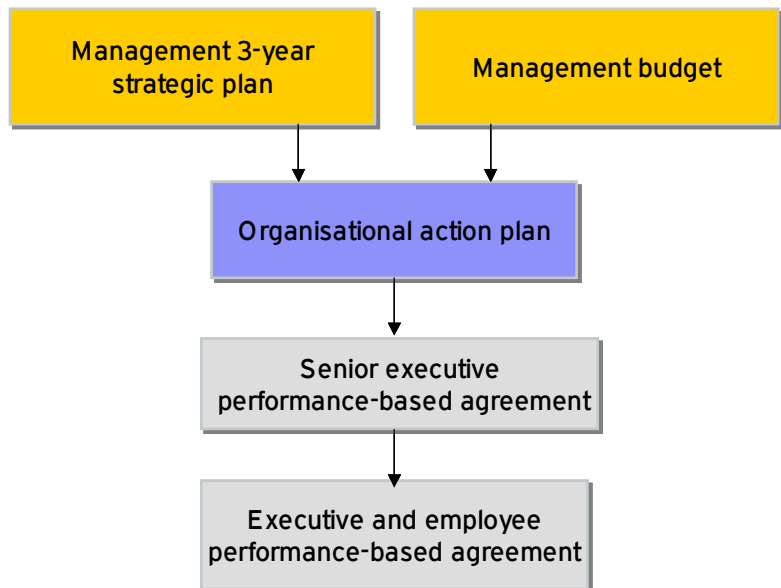 Management 3-year
strategic plan
Management budget
Organisational action plan
Senior executive
performance-based agreement
Executive and employee
performance-based agreement